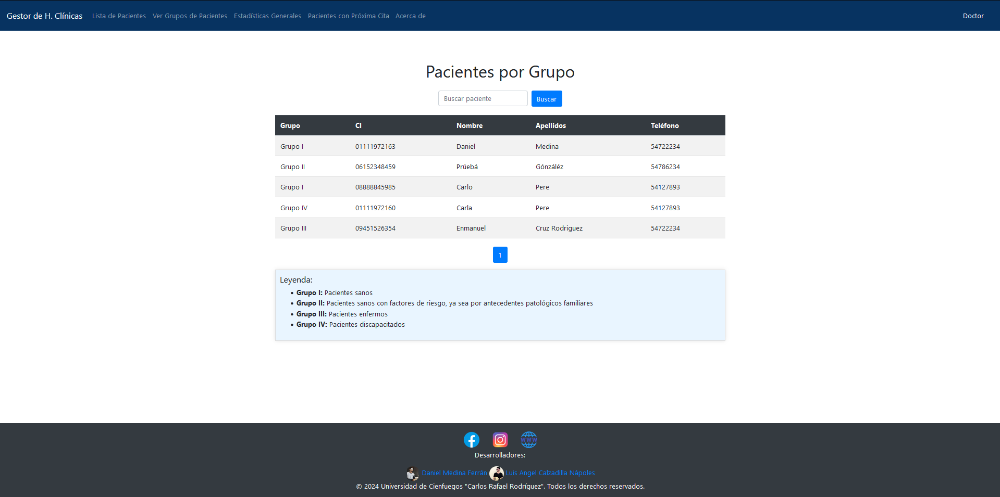 Gestor de H. Clínicas Lista de Pacientes Ver Grupos de Pacientes Estadísticas Generales Pacientes con Próxima Cita Acerca de Doctor
Pacientes por Grupo
Buscar paciente Buscar
Grupo CI Nombre Apellidos Teléfono
Grupo I 01111972163 Daniel Medina 54722234
Grupo II 06152348459 Prúebá Gónzáléz 54786234
Grupo I 08888845985 Carlo Pere 54127893
Grupo IV 01111972160 Carla Pere 54127893
Grupo III 09451526354 Enmanuel Cruz Rodriguez 54722234
1
Leyenda:
• Grupo I: Pacientes sanos
• Grupo II: Pacientes sanos con factores de riesgo, ya sea por antecedentes patológicos familiares
• Grupo III: Pacientes enfermos
• Grupo IV: Pacientes discapacitados
WWW
Desarrolladores:
Daniel Medina Ferrán Luis Angel Calzadilla Nápoles
© 2024 Universidad de Cienfuegos "Carlos Rafael Rodríguez". Todos los derechos reservados.